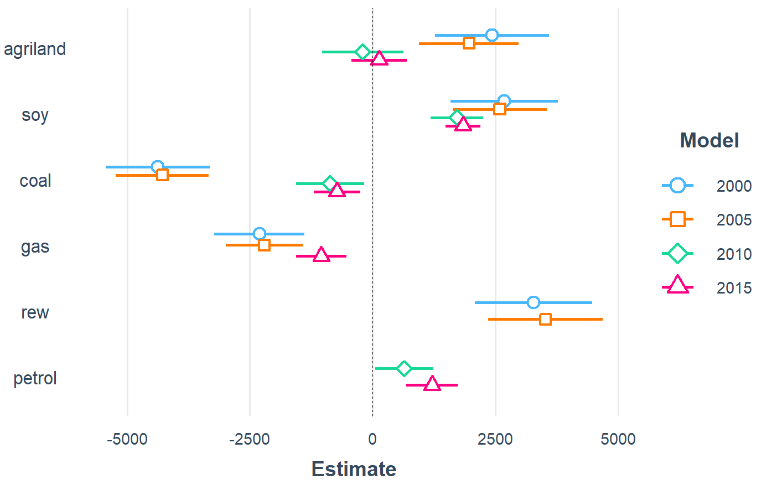 agriland
soy
coal
gas
rew
petrol
-5000 -2500 0 2500 5000
Estimate
Model
2000
2005
2010
2015